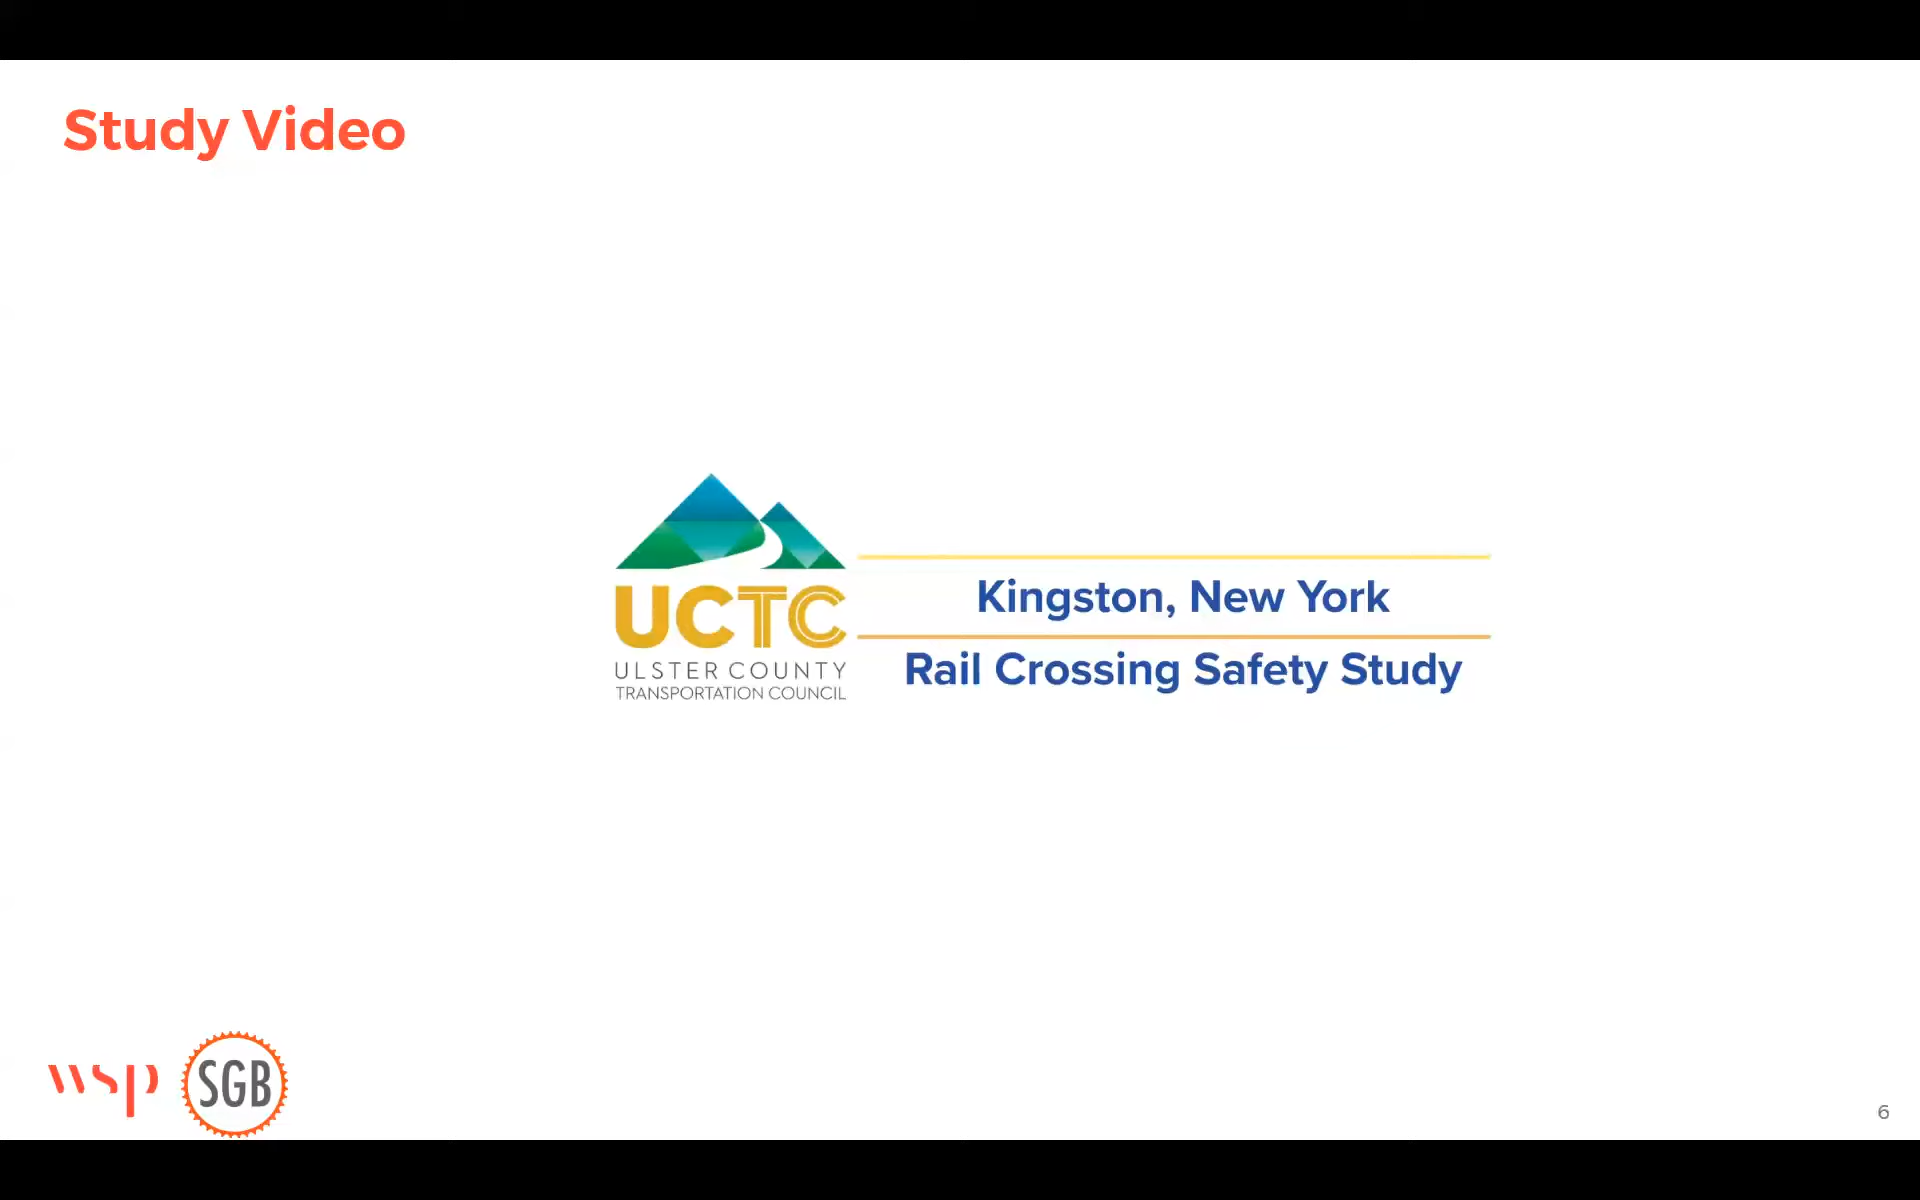 Study Video
UCTC
ULSTER COUNTY
TRANSPORTATION COUNCIL
Kingston, New York
Rail Crossing Safety Study
wsp
SGB
6